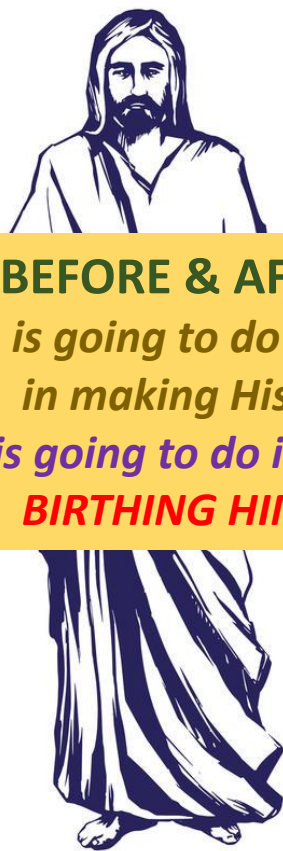 BEFORE & AF
is going to do
in making His
is going to do i
BIRTHING HI